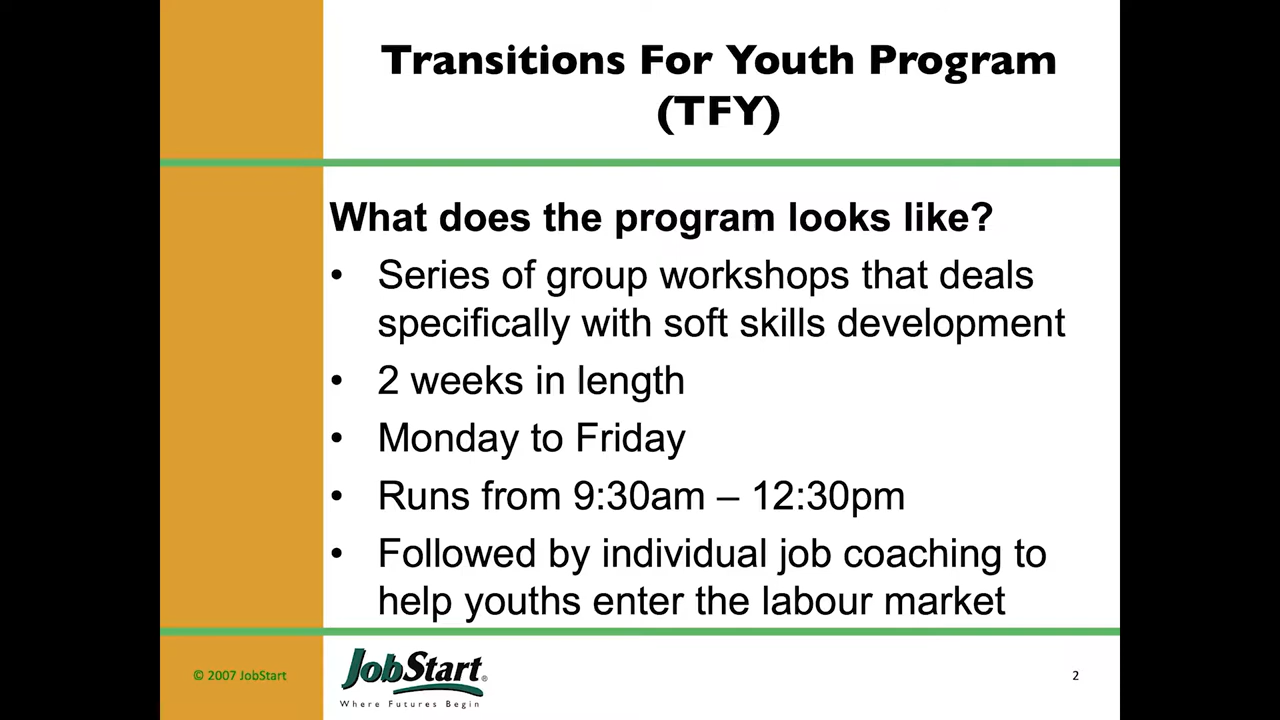 Transitions For Youth Program
(TFY)
What does the program looks like?
• Series of group workshops that deals
specifically with soft skills development
• 2 weeks in length
• Monday to Friday
• Runs from 9:30am – 12:30pm
• Followed by individual job coaching to
help youths enter the labour market
© 2007 JobStart
JobStart®
Where Futures Begin
2